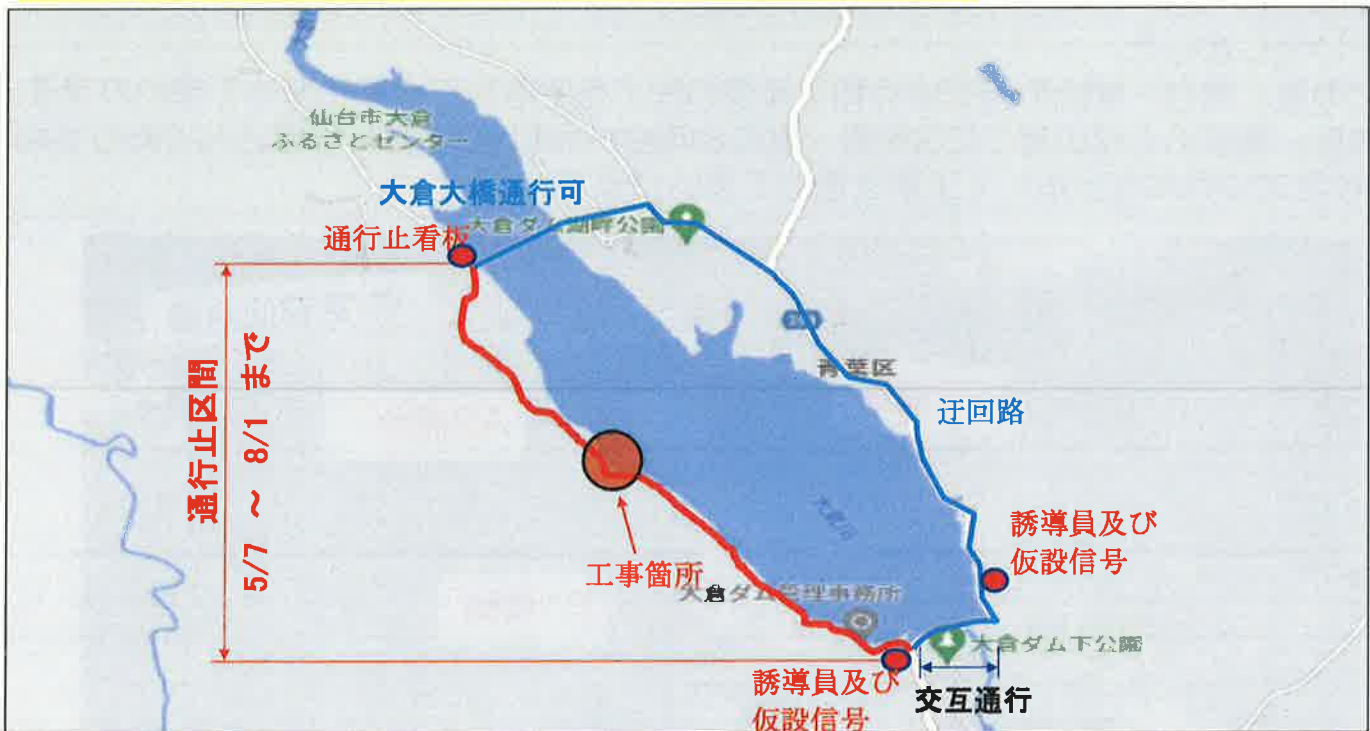 仙台市大倉
ふるさとセンター
大倉大橋通行可
大倉ダム湖畔公園
通行止看板
通行止区間
5/7 ~ 8/1 まで
青葉区
迂回路
誘導員及び
仮設信号
工事箇所
大倉ダム管理事務所
大倉ダム下公園
誘導員及び
仮設信号
交互通行